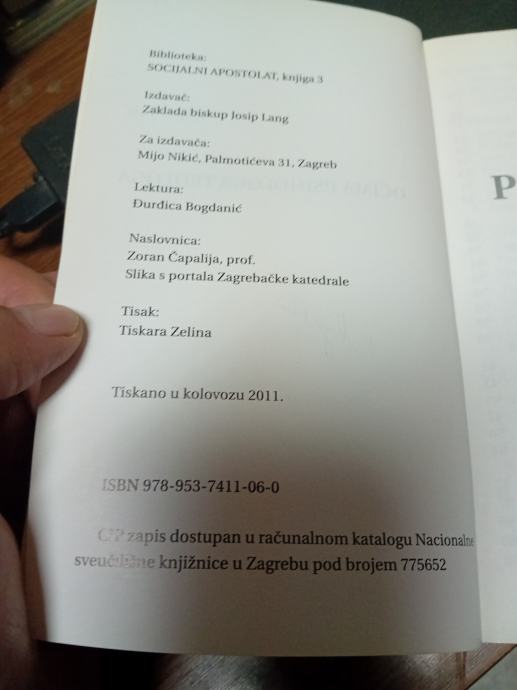 Biblioteka:
SOCIJALNI APOSTOLAT, knjiga 3
Izdavač:
Zaklada biskup Josip Lang
Za izdavača:
Mijo Nikić, Palmotićeva 31, Zagreb
Lektura:
Đurđica Bogdanić
Naslovnica:
Zoran Čapalija, prof.
Slika s portala Zagrebačke katedrale
Tisak:
Tiskara Zelina
Tiskano u kolovozu 2011.
ISBN 978-953-7411-06-0
CIP zapis dostupan u računalnom katalogu Nacionalne
sveučilišne knjižnice u Zagrebu pod brojem 775652
P